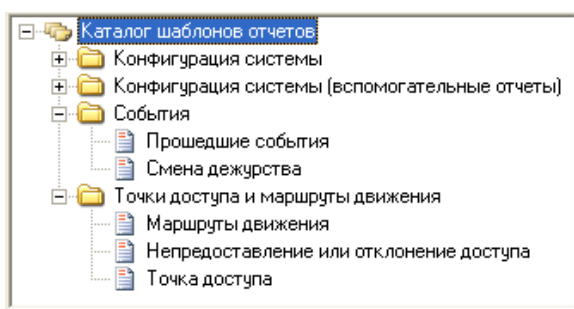 Каталог шаблонов отчетов
Конфигурация системы
Конфигурация системы (вспомогательные отчеты)
События
Прошедшие события
Смена дежурства
Точки доступа и маршруты движения
Маршруты движения
Непредоставление или отклонение доступа
Точка доступа